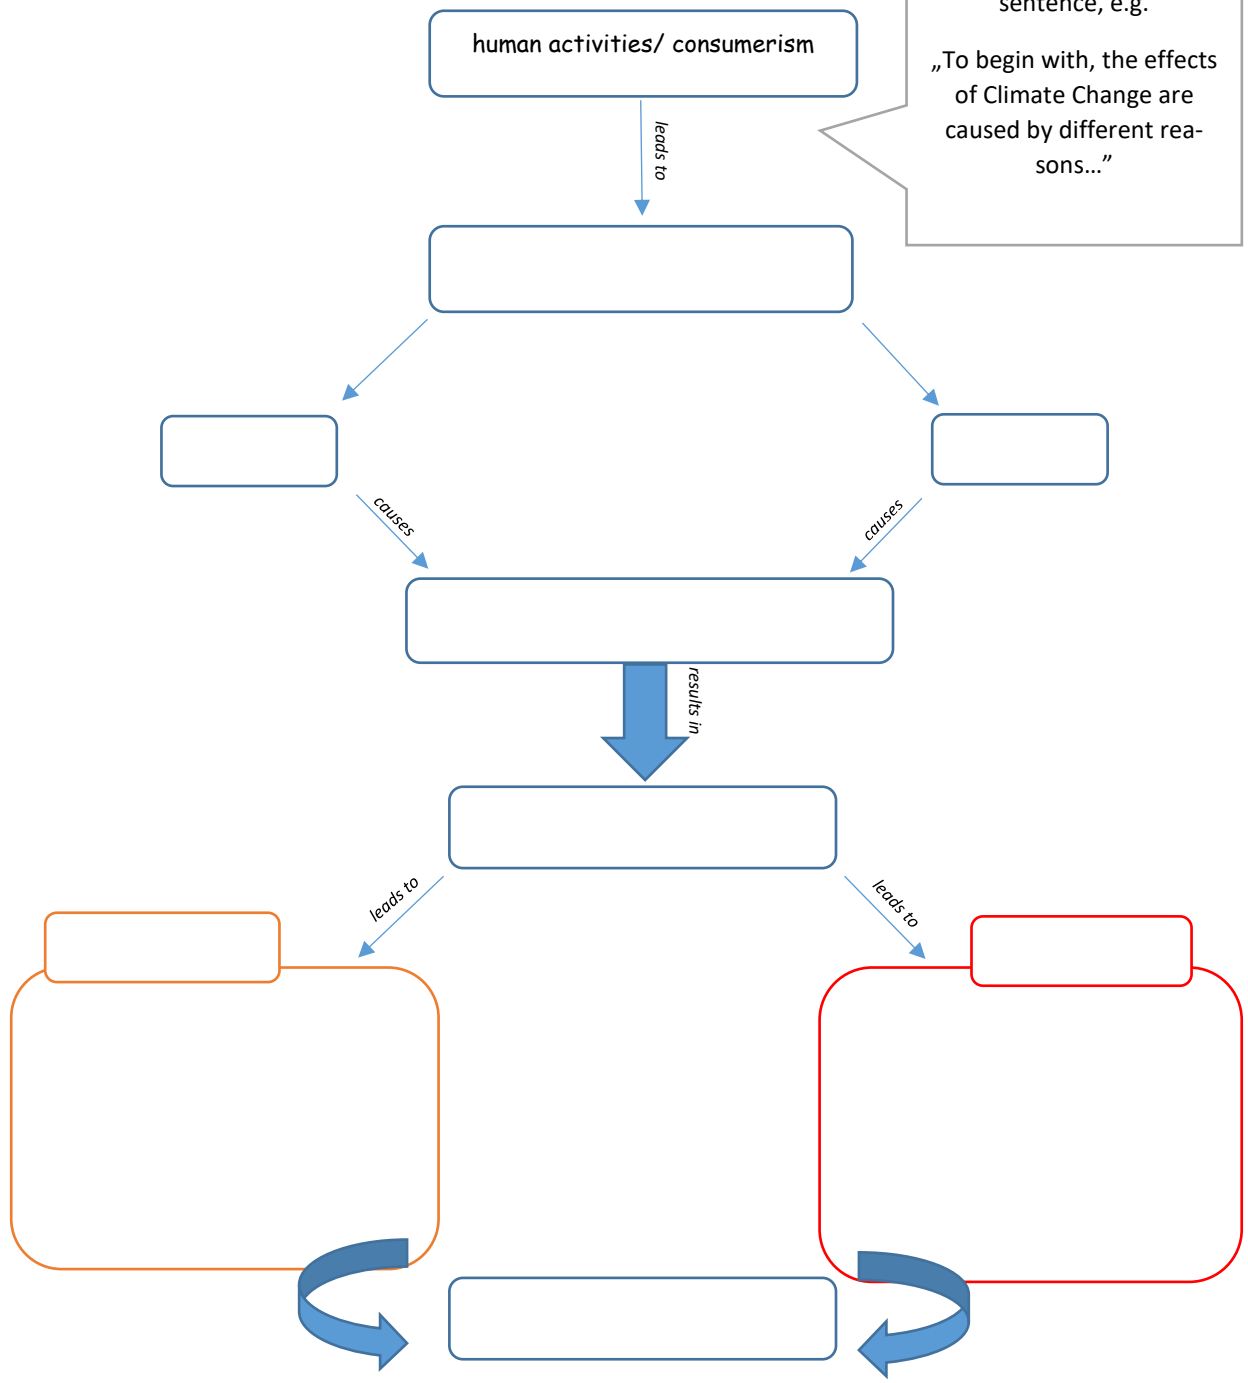 sentence, e.g.
human activities/ consumerism
„To begin with, the effects
of Climate Change are
caused by different rea-
sons…”
leads to
causes
causes
results in
leads to
leads to